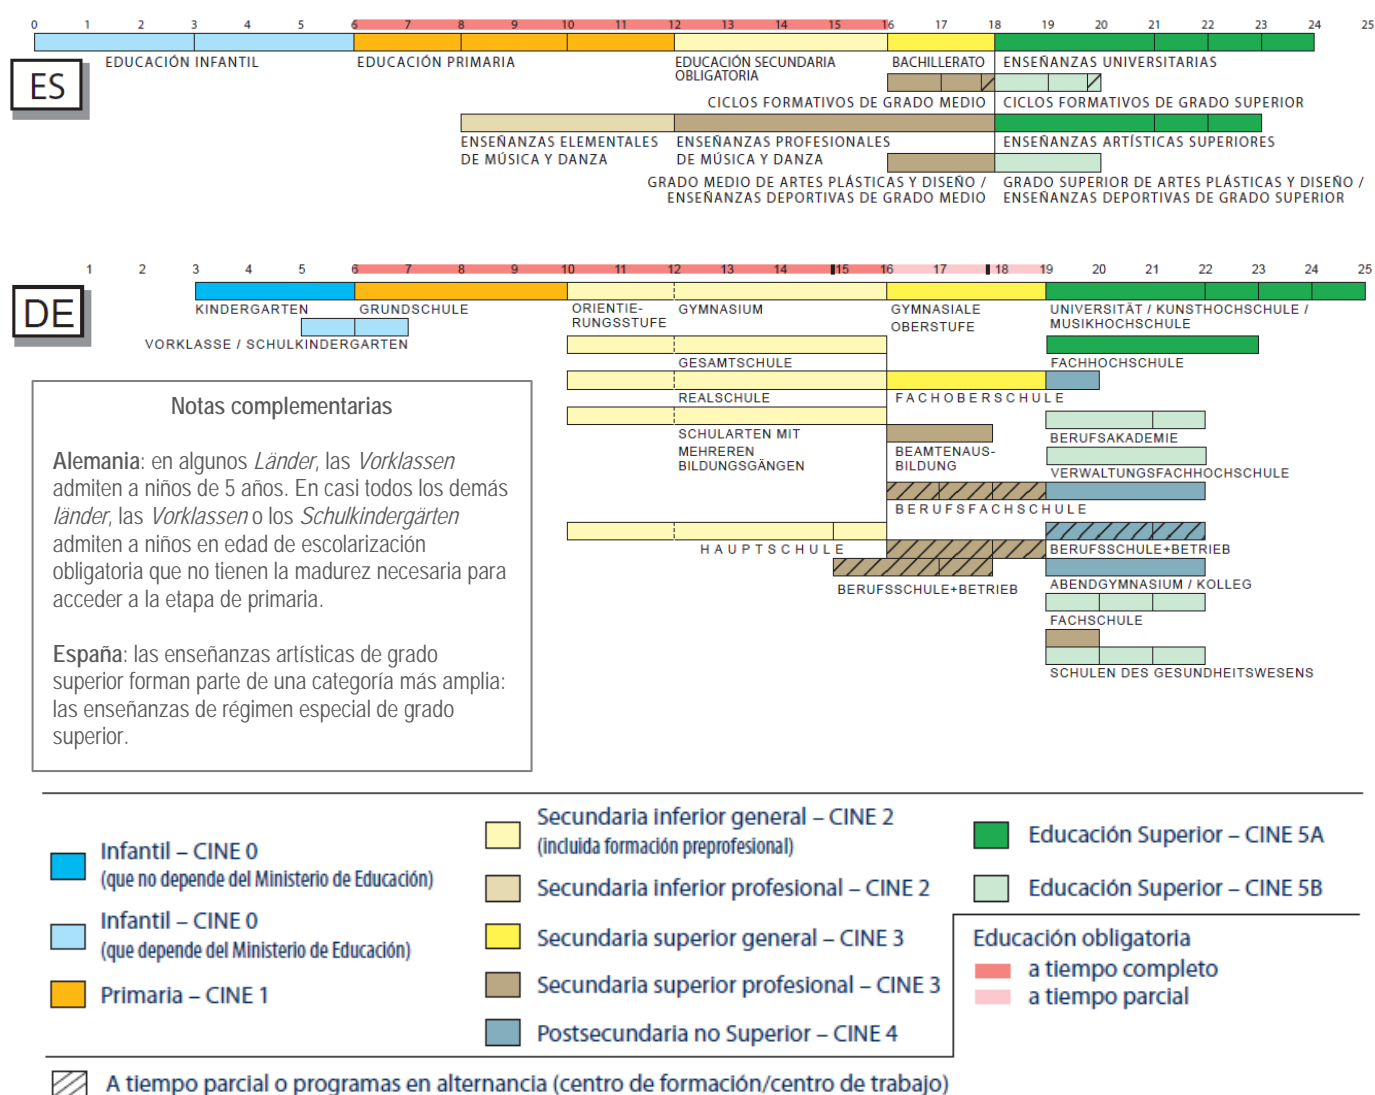 0 1 2 3 4 5 6 7 8 9 10 11 12 13 14 15 16 17 18 19 20 21 22 23 24 25
ES
EDUCACIÓN INFANTIL
EDUCACIÓN PRIMARIA
EDUCACIÓN SECUNDARIA
OBLIGATORIA
BACHILLERATO
ENSEÑANZAS UNIVERSITARIAS
CICLOS FORMATIVOS DE GRADO MEDIO
CICLOS FORMATIVOS DE GRADO SUPERIOR
ENSEÑANZAS ELEMENTALES
DE MÚSICA Y DANZA
ENSEÑANZAS PROFESIONALES
DE MÚSICA Y DANZA
ENSEÑANZAS ARTÍSTICAS SUPERIORES
GRADO MEDIO DE ARTES PLÁSTICAS Y DISEÑO /
ENSEÑANZAS DEPORTIVAS DE GRADO MEDIO
GRADO SUPERIOR DE ARTES PLÁSTICAS Y DISEÑO /
ENSEÑANZAS DEPORTIVAS DE GRADO SUPERIOR
1 2 3 4 5 6 7 8 9 10 11 12 13 14 15 16 17 18 19 20 21 22 23 24 25
DE
KINDERGARTEN
GRUNDSCHULE
ORIENTIE-
RUNGSSTUFE
GYMNASIUM
GYMNASIALE
OBERSTUFE
UNIVERSITÄT / KUNSTHOCHSCHULE /
MUSIKHOCHSCHULE
VORKLASSE / SCHULKINDERGARTEN
GESAMTSCHULE
FACHHOCHSCHULE
REALSCHULE
FACHOBERSCHULE
SCHULARTEN MIT
MEHREREN
BILDUNGSGÄNGEN
BEAMTENAUS-
BILDUNG
BERUFSAKADEMIE
VERWALTUNGSFACHHOCHSCHULE
BERUFSFACHSCHULE
HAUPTSCHULE
BERUFSSCHULE+BETRIEB
BERUFSSCHULE+BETRIEB
ABENDGYMNASIUM / KOLLEG
FACHSCHULE
SCHULEN DES GESUNDHEITSWESENS
Notas complementarias
Alemania: en algunos Länder, las Vorklassen
admiten a niños de 5 años. En casi todos los demás
länder, las Vorklassen o los Schulkindergärten
admiten a niños en edad de escolarización
obligatoria que no tienen la madurez necesaria para
acceder a la etapa de primaria.
España: las enseñanzas artísticas de grado
superior forman parte de una categoría más amplia:
las enseñanzas de régimen especial de grado
superior.
Infantil – CINE 0
(que no depende del Ministerio de Educación)
Infantil – CINE 0
(que depende del Ministerio de Educación)
Primaria – CINE 1
Secundaria inferior general – CINE 2
(incluida formación preprofesional)
Secundaria inferior profesional – CINE 2
Secundaria superior general – CINE 3
Secundaria superior profesional – CINE 3
Postsecundaria no Superior – CINE 4
Educación Superior – CINE 5A
Educación Superior – CINE 5B
Educación obligatoria
a tiempo completo
a tiempo parcial
A tiempo parcial o programas en alternancia (centro de formación/centro de trabajo)